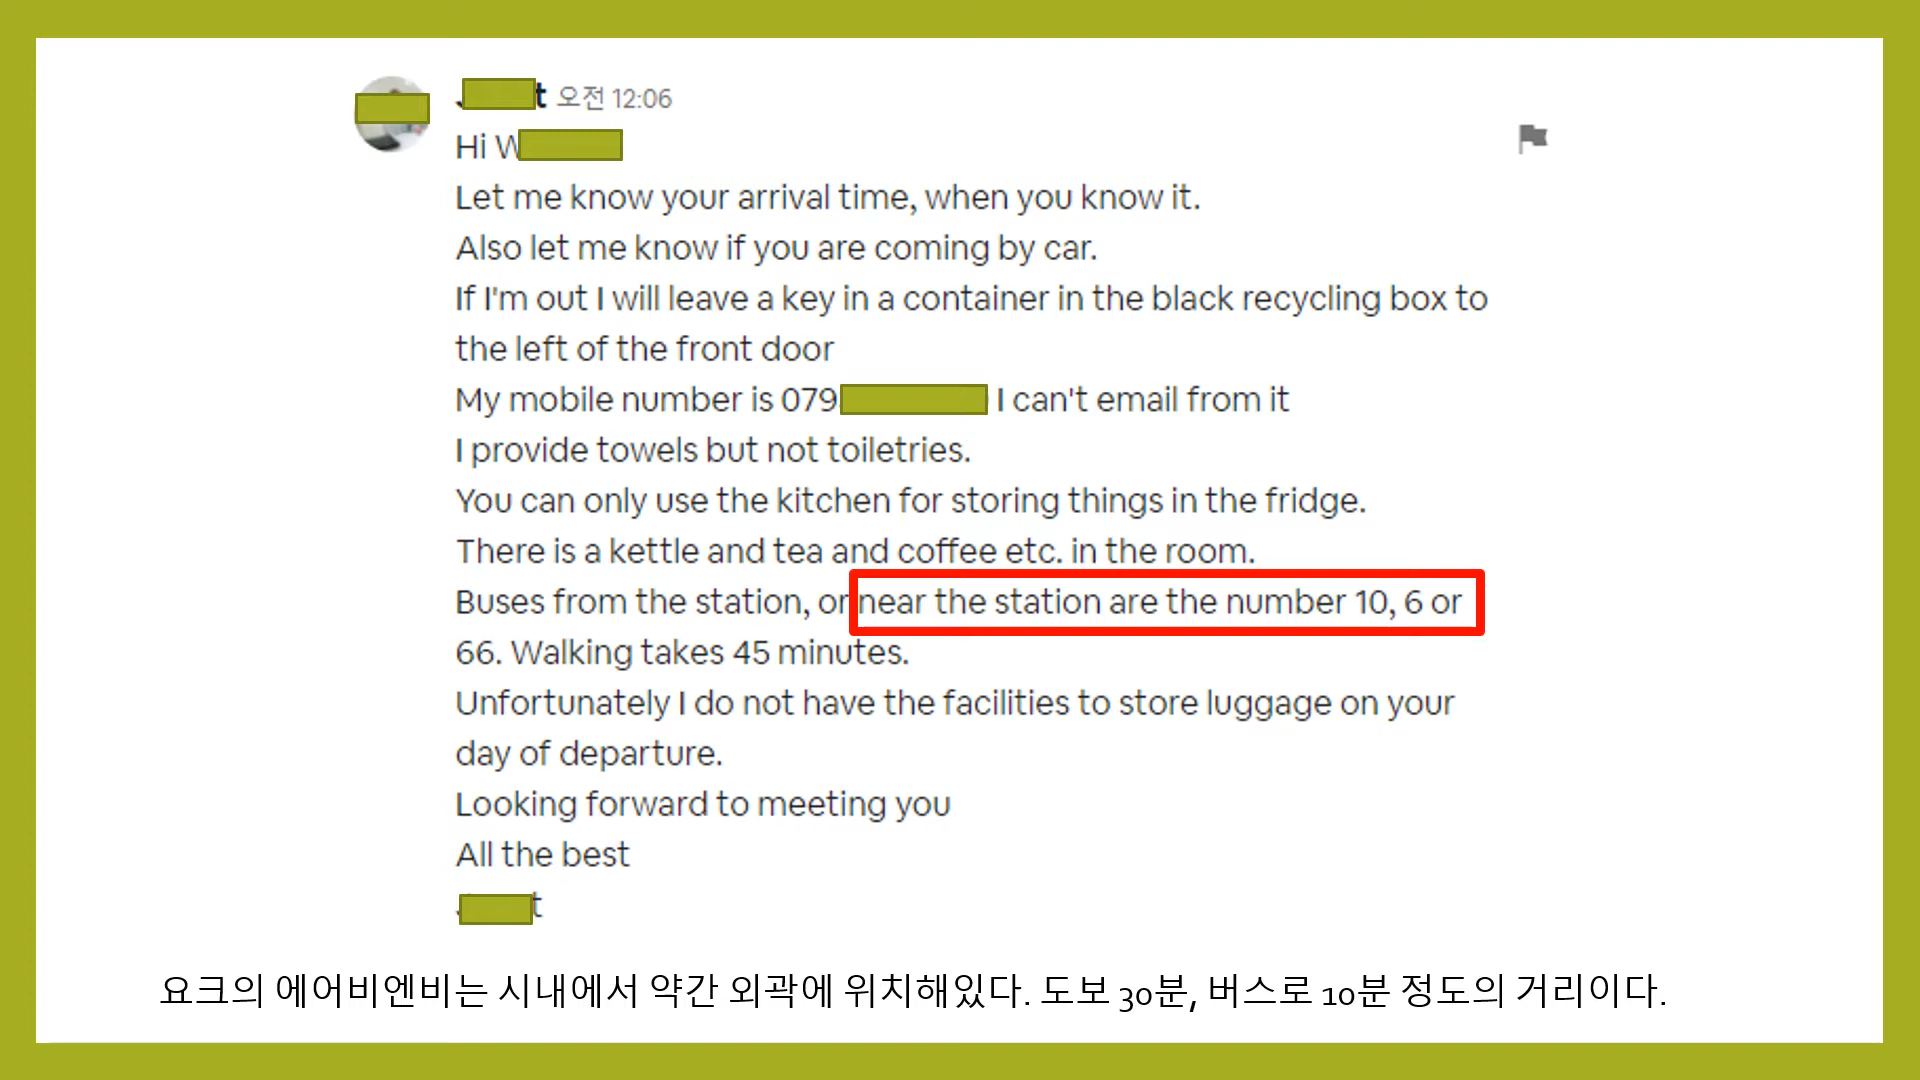 오전 12:06
Hi
Let me know your arrival time, when you know it.
Also let me know if you are coming by car.
If I'm out I will leave a key in a container in the black recycling box to
the left of the front door
My mobile number is 079 I can't email from it
I provide towels but not toiletries.
You can only use the kitchen for storing things in the fridge.
There is a kettle and tea and coffee etc. in the room.
Buses from the station, or near the station are the number 10, 6 or
66. Walking takes 45 minutes.
Unfortunately I do not have the facilities to store luggage on your
day of departure.
Looking forward to meeting you
All the best
요크의 에어비엔비는 시내에서 약간 외곽에 위치해있다. 도보 30분, 버스로 10분 정도의 거리이다.